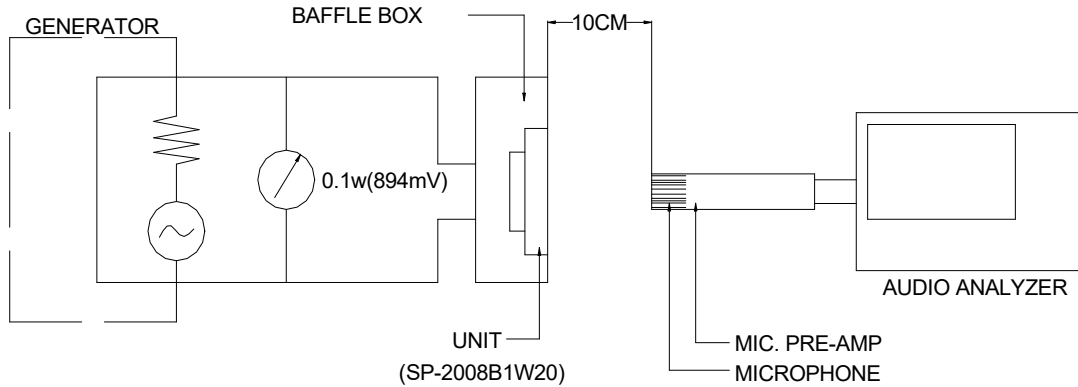 BAFFLE BOX
10CM
GENERATOR
0.1w(894mV)
AUDIO ANALYZER
UNIT
(SP-2008B1W20)
MIC. PRE-AMP
MICROPHONE